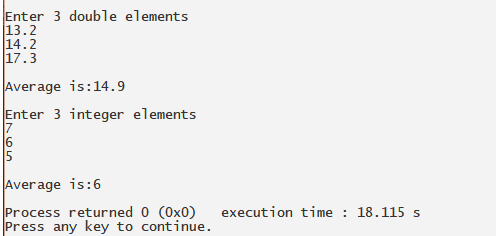 Enter 3 double elements
13.2
14.2
17.3
Average is:14.9
Enter 3 integer elements
7
6
5
Average is:6
Process returned 0 (0x0)   execution time : 18.115 s
Press any key to continue.